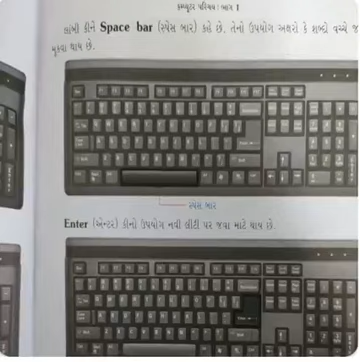 કમ્પ્યુટર પરિચય : ભાગ 1
લાંબી કીને Space bar (સ્પેસ બાર) કહે છે. તેનો ઉપયોગ અક્ષરો કે શબ્દો વચ્ચે જ
મૂકવા થાય છે.
સ્પેસ બાર
Enter (એન્ટર) કીનો ઉપયોગ નવી લીટી પર જવા માટે થાય છે.